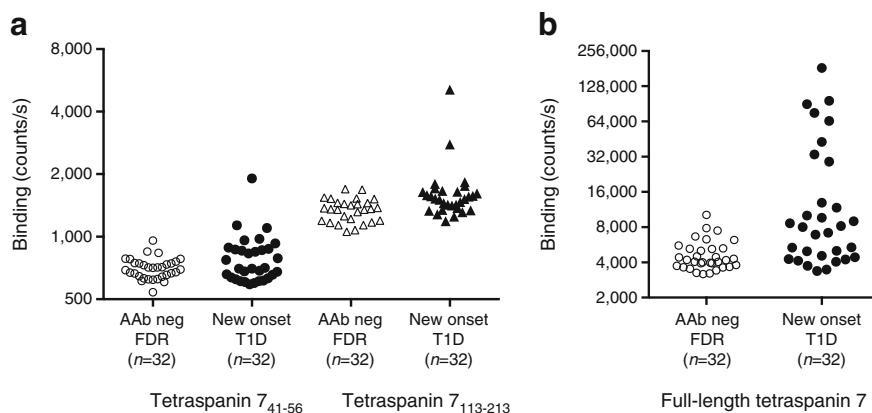 a
Binding (counts/s)
8,000
4,000
2,000
1,000
500
AAb neg
FDR
(n=32)
New onset
T1D
(n=32)
AAb neg
FDR
(n=32)
New onset
T1D
(n=32)
Tetraspanin 7₄₁₋₅₆
Tetraspanin 7₁₁₃₋₂₁₃
b
Binding (counts/s)
256,000
128,000
64,000
32,000
16,000
8,000
4,000
2,000
AAb neg
FDR
(n=32)
New onset
T1D
(n=32)
Full-length tetraspanin 7